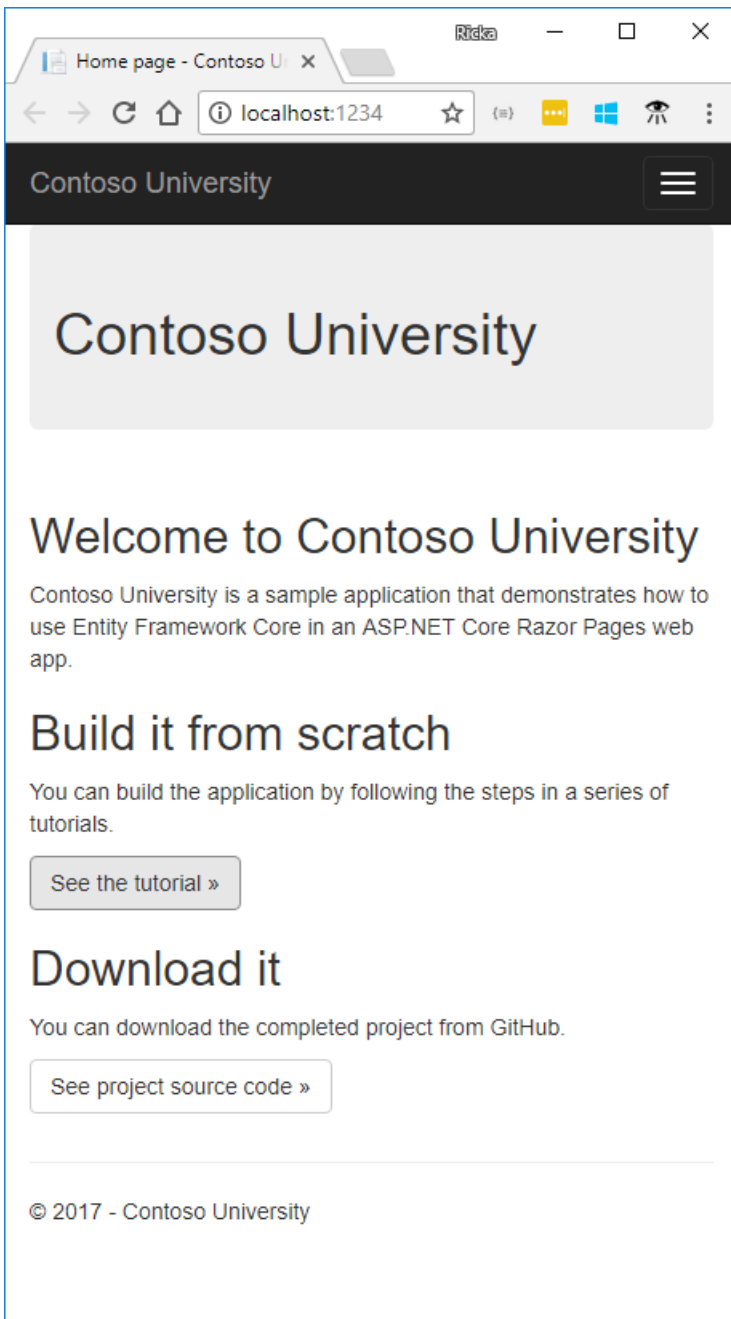 Ricka
Home page - Contoso U
localhost:1234
Contoso University
Contoso University
Welcome to Contoso University
Contoso University is a sample application that demonstrates how to
use Entity Framework Core in an ASP.NET Core Razor Pages web
app.
Build it from scratch
You can build the application by following the steps in a series of
tutorials.
See the tutorial »
Download it
You can download the completed project from GitHub.
See project source code »
© 2017 - Contoso University